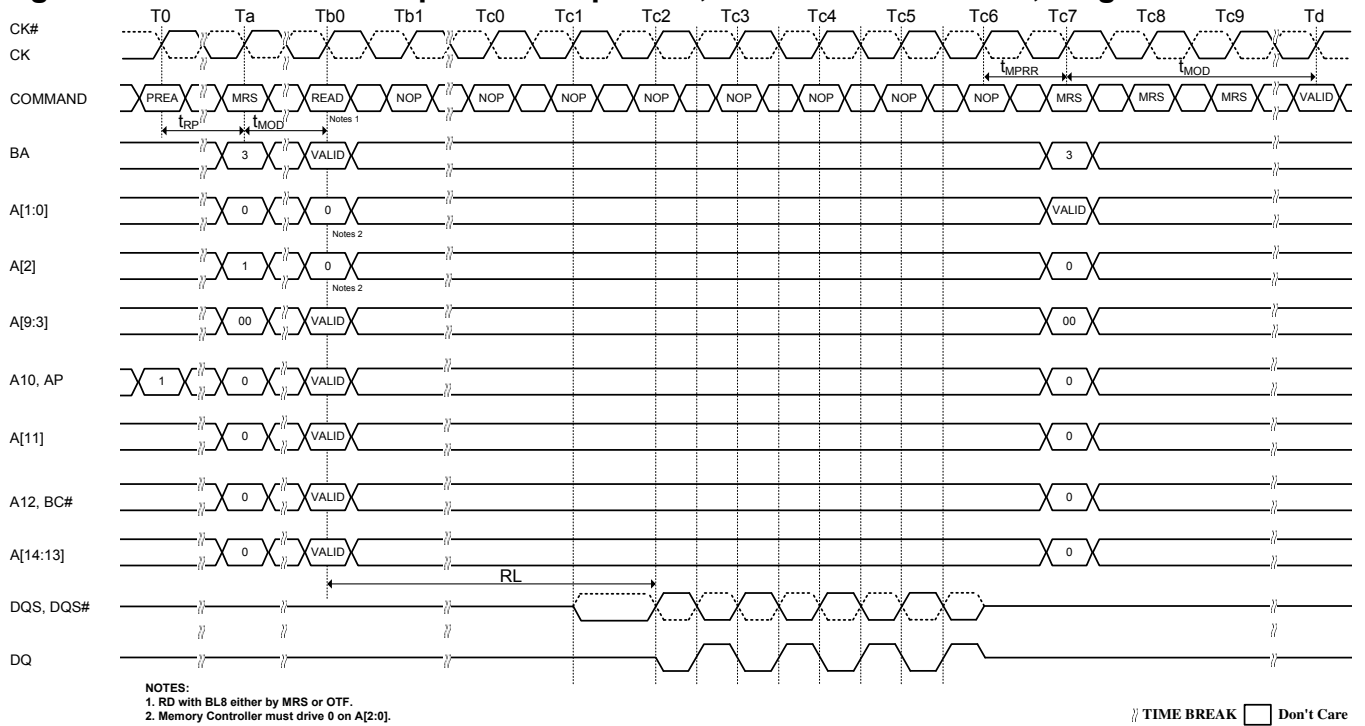 T0 Ta Tb0 Tb1 Tc0 Tc1 Tc2 Tc3 Tc4 Tc5 Tc6 Tc7 Tc8 Tc9 Td
CK#
CK
tMPRR tMOD
COMMAND PREA MRS READ NOP NOP NOP NOP NOP NOP NOP NOP MRS MRS MRS VALID
Notes 1
tRP tMOD
BA 3 VALID 3
A[1:0] 0 0 VALID
Notes 2
A[2] 1 0 0
Notes 2
A[9:3] 00 VALID 00
A10, AP 1 0 VALID 0
A[11] 0 VALID 0
A12, BC# 0 VALID 0
A[14:13] 0 VALID 0
RL
DQS, DQS#
DQ
NOTES:
1. RD with BL8 either by MRS or OTF.
2. Memory Controller must drive 0 on A[2:0].
TIME BREAK Don't Care